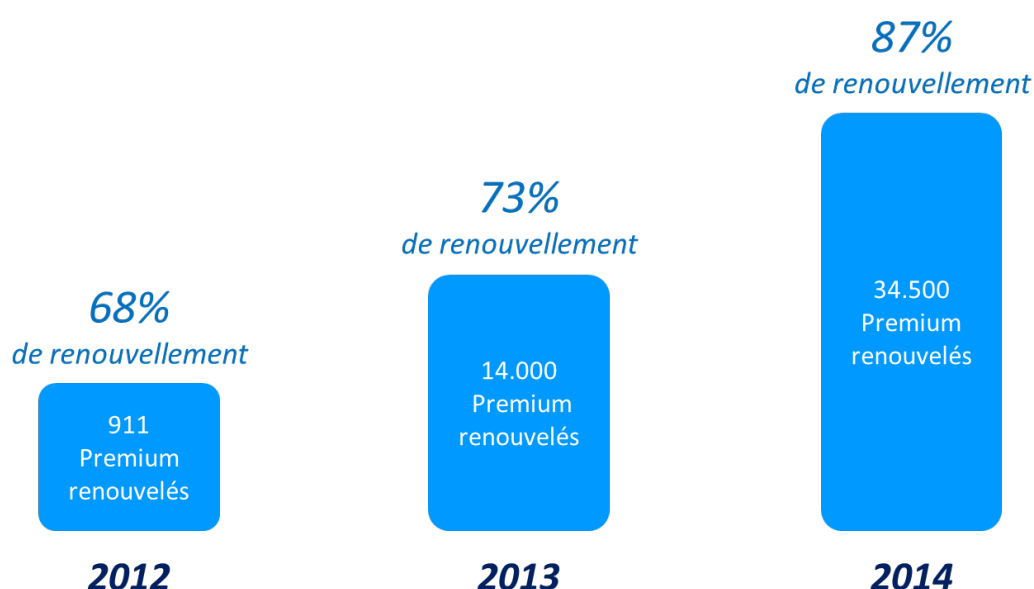 68%
de renouvellement
911
Premium
renouvelés
2012
73%
de renouvellement
14.000
Premium
renouvelés
2013
87%
de renouvellement
34.500
Premium
renouvelés
2014